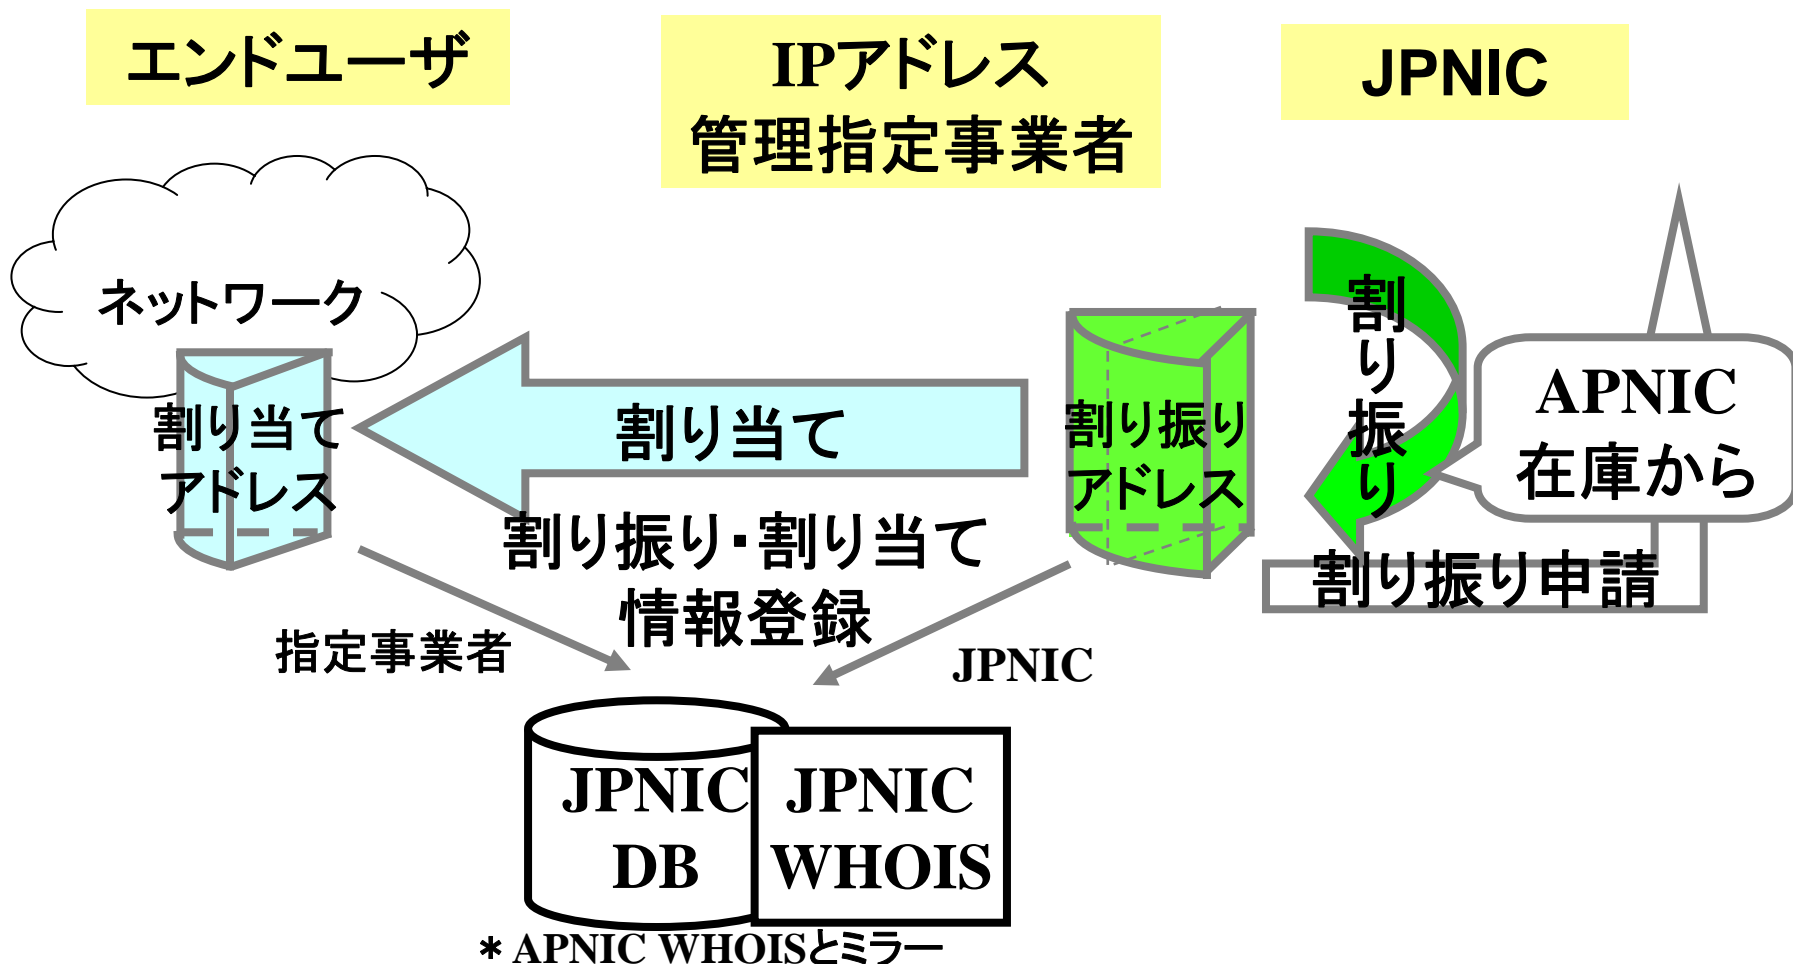 エンドユーザ
IPアドレス
管理指定事業者
JPNIC
ネットワーク
割り当て
アドレス
割り当て
割り振り
アドレス
割り振り
APNIC
在庫から
割り振り申請
割り振り・割り当て
情報登録
指定事業者
JPNIC
JPNIC
DB
JPNIC
WHOIS
＊APNIC WHOISとミラー